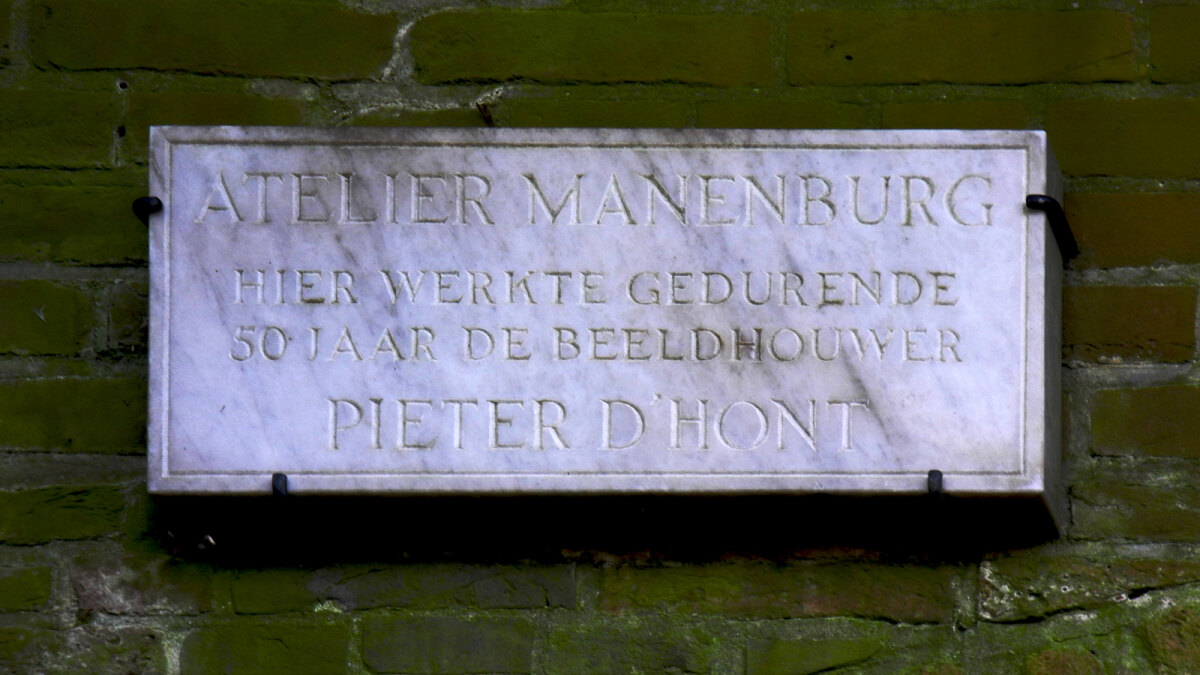 ATELIER MANENBURG
HIER WERKTE GEDURENDE
50 JAAR DE BEELDHOUWER
PIETER D'HONT